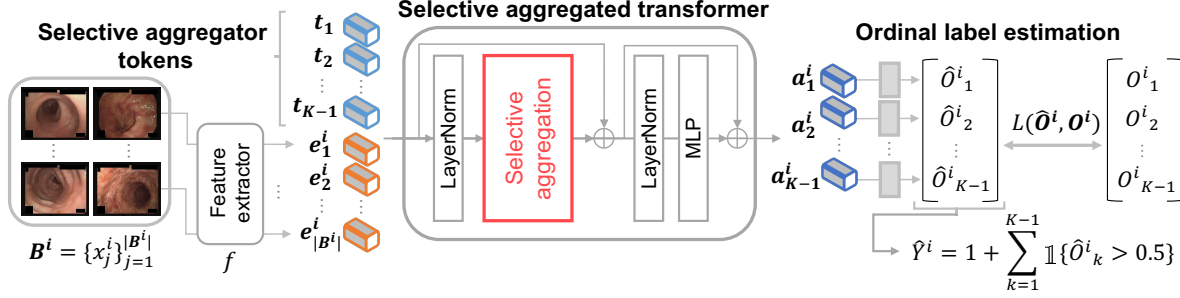 Selective aggregator
tokens
Selective aggregated transformer
Ordinal label estimation
t_1
t_2
...
t_{K-1}
e^i_1
e^i_2
...
e^i_{|B^i|}
Feature
extractor
f
B^i = {x^i_j}^{|B^i|}_{j=1}
LayerNorm
Selective
aggregation
LayerNorm
MLP
a^i_1
a^i_2
...
a^i_{K-1}
Ô^i_1
Ô^i_2
...
Ô^i_{K-1}
L(Ô^i, O^i)
O^i_1
O^i_2
...
O^i_{K-1}
Ŷ^i = 1 + ∑_{k=1}^{K-1} 𝟙{Ô^i_k > 0.5}